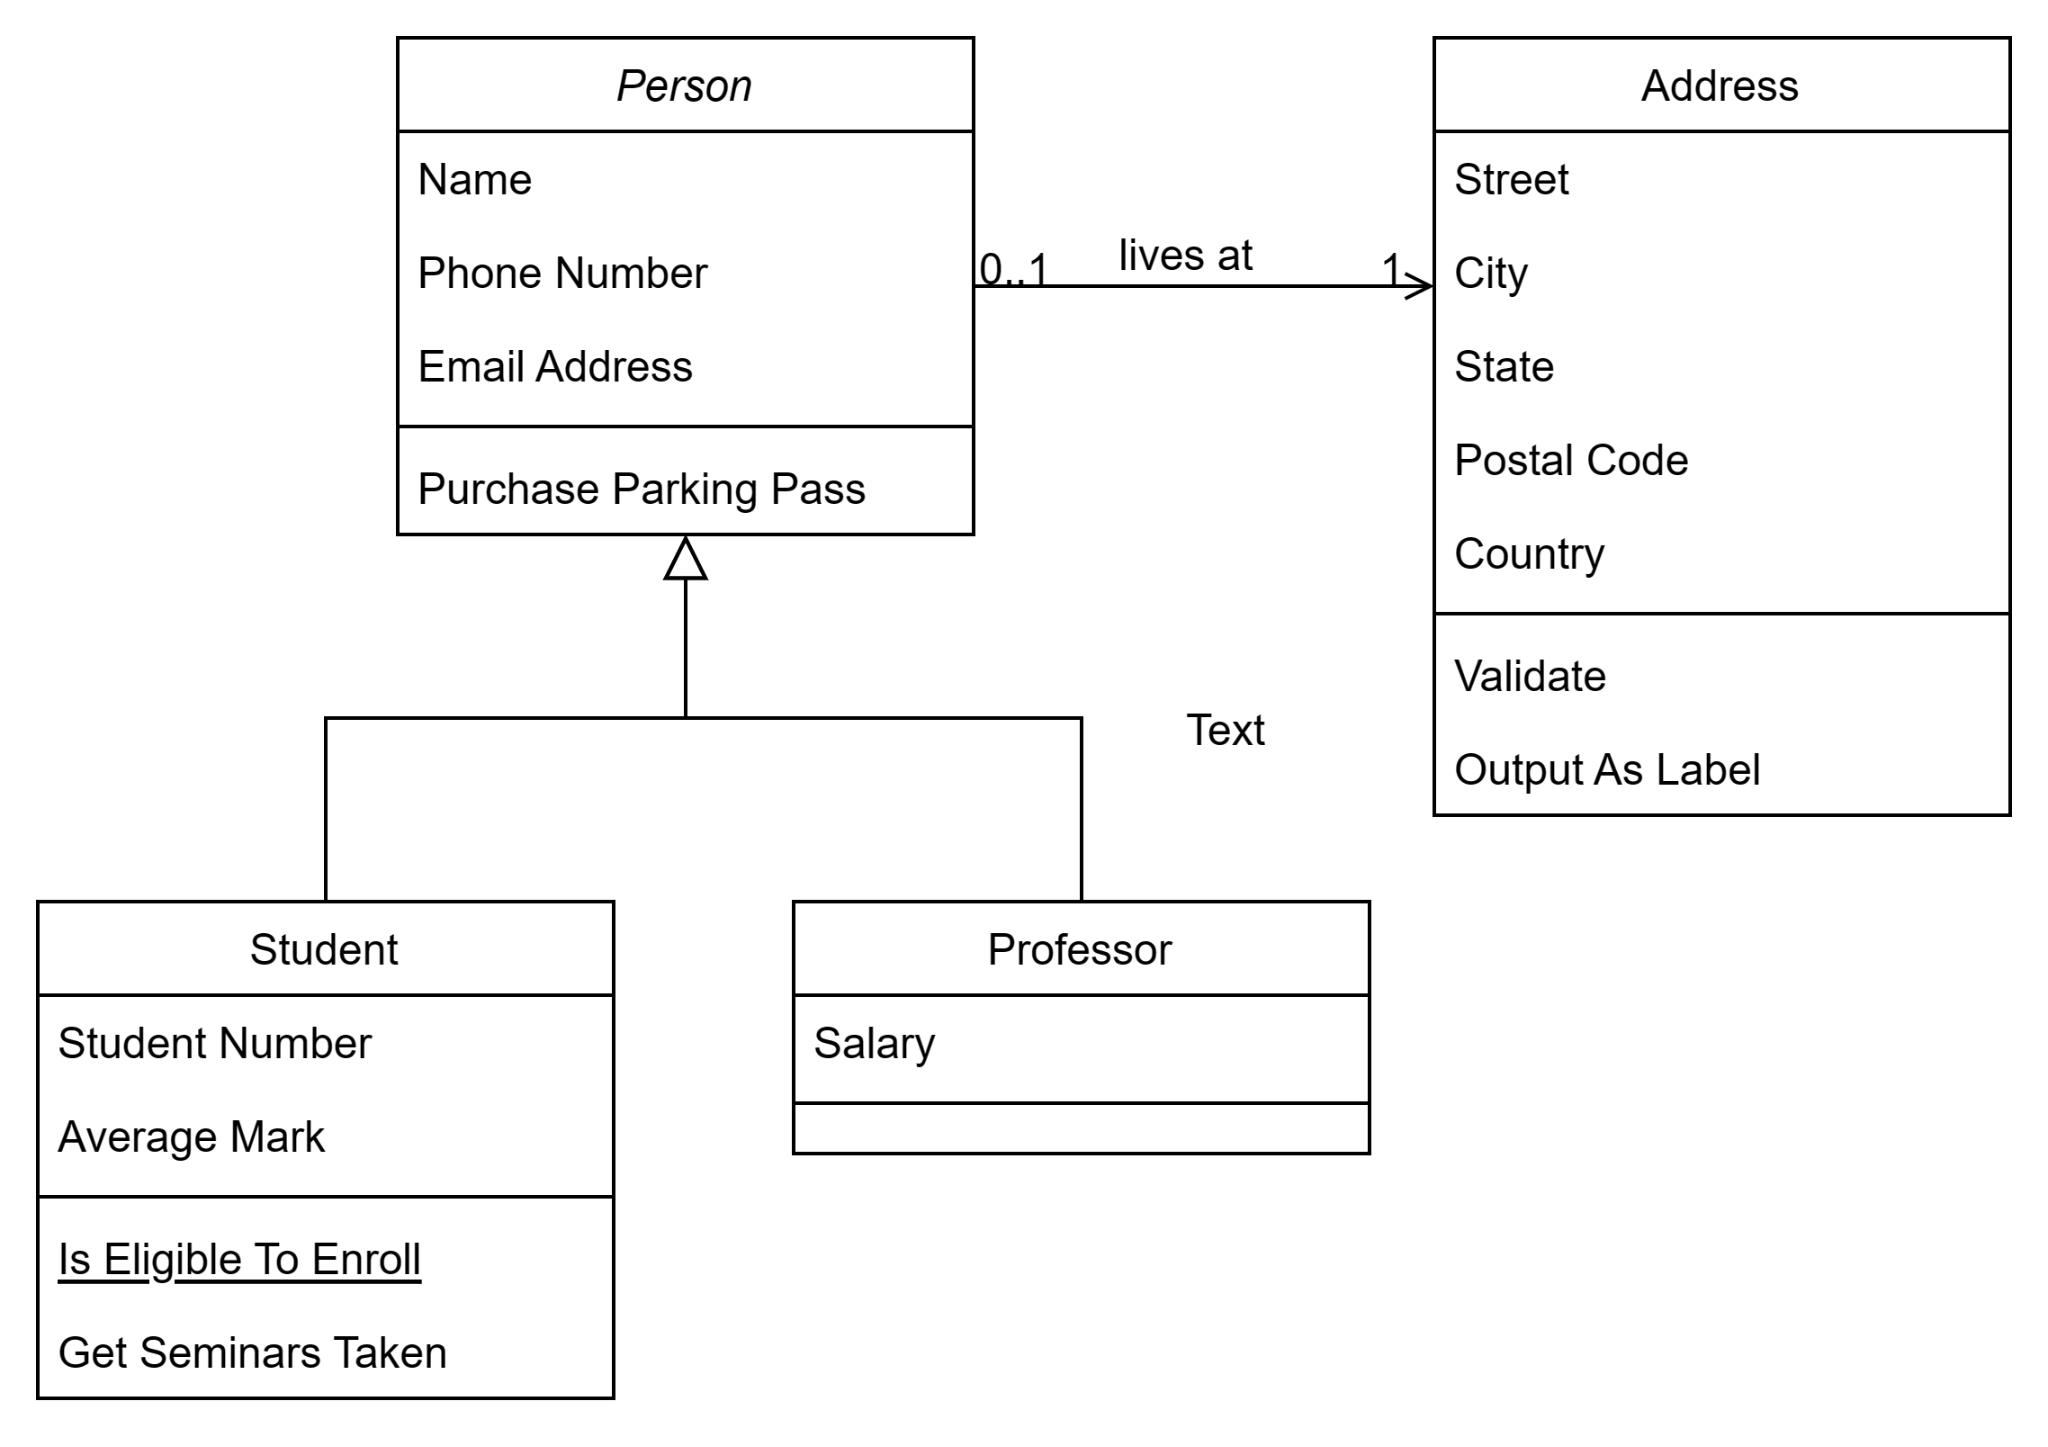 Person
Name
Phone Number
Email Address
Purchase Parking Pass
0..1
lives at
1
Address
Street
City
State
Postal Code
Country
Validate
Output As Label
Text
Student
Student Number
Average Mark
Is Eligible To Enroll
Get Seminars Taken
Professor
Salary